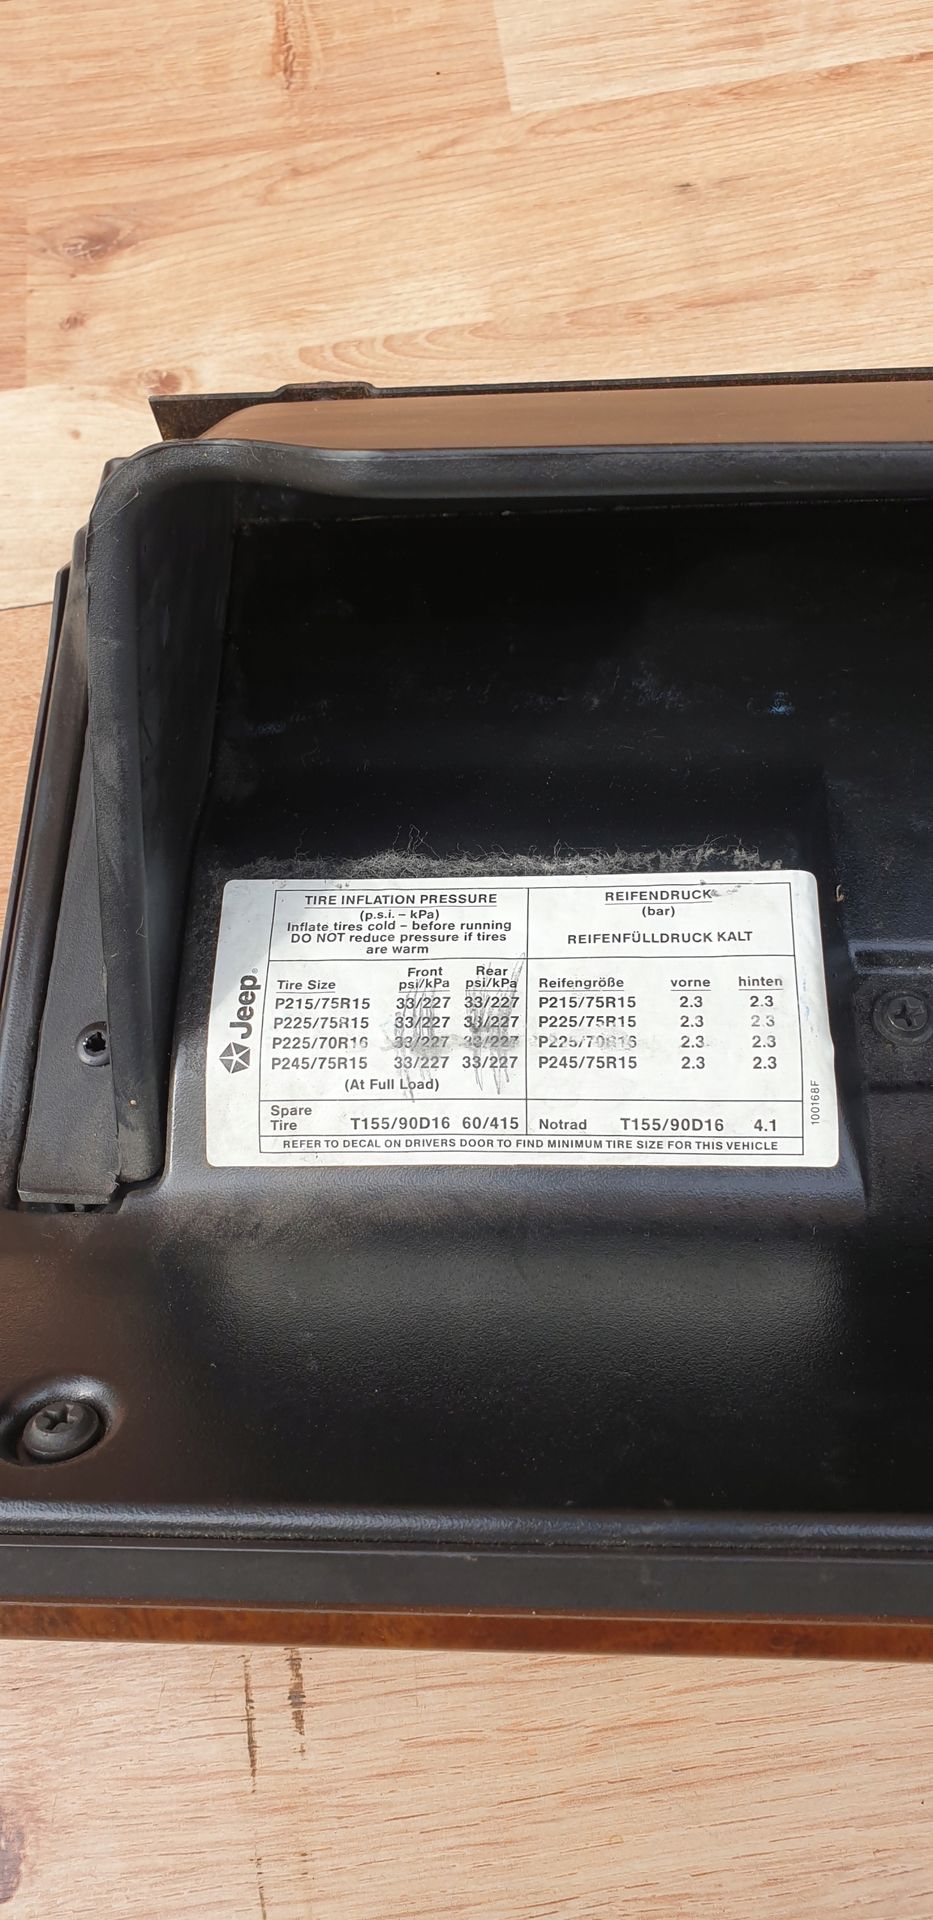 TIRE INFLATION PRESSURE
(p.s.i. – kPa)
Inflate tires cold – before running
DO NOT reduce pressure if tires
are warm
REIFENDRUCK
(bar)
REIFENFÜLLDRUCK KALT
Jeep®
Front Rear
Tire Size psi/kPa psi/kPa
P215/75R15 33/227 33/227
P225/75R15 33/227 33/227
P225/70R16 33/227 33/227
P245/75R15 33/227 33/227
(At Full Load)
Reifengröße vorne hinten
P215/75R15 2.3 2.3
P225/75R15 2.3 2.3
P225/70R16 2.3 2.3
P245/75R15 2.3 2.3
Spare
Tire T155/90D16 60/415
Notrad T155/90D16 4.1
REFER TO DECAL ON DRIVERS DOOR TO FIND MINIMUM TIRE SIZE FOR THIS VEHICLE
100168F